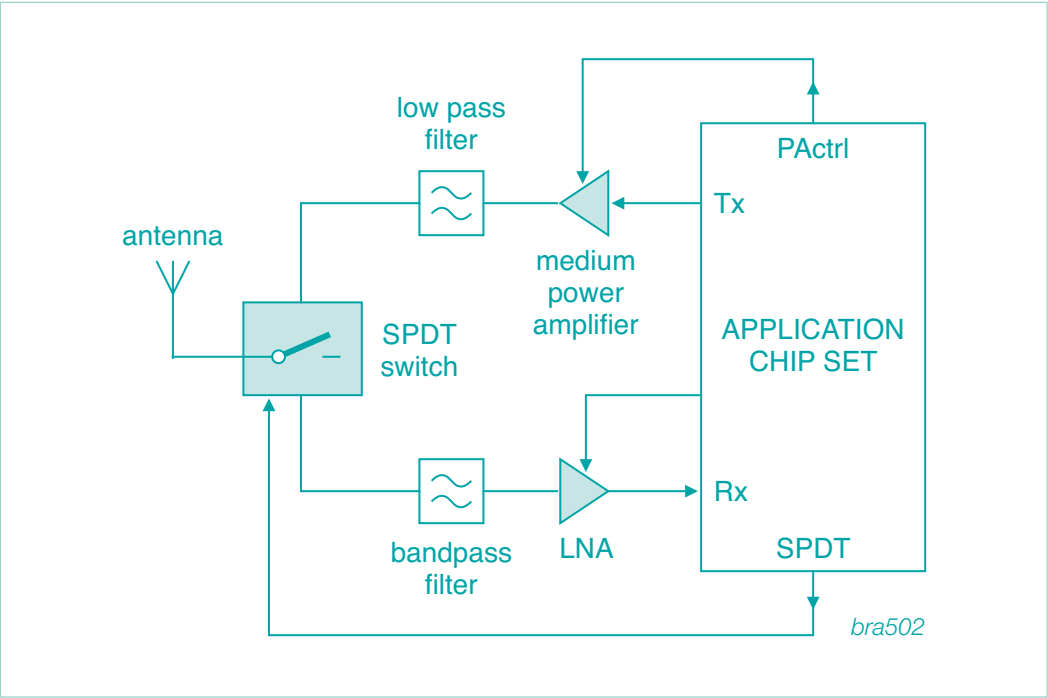 low pass
filter
PActrl
Tx
antenna
medium
power
amplifier
SPDT
switch
APPLICATION
CHIP SET
Rx
bandpass
filter
LNA
SPDT
bra502